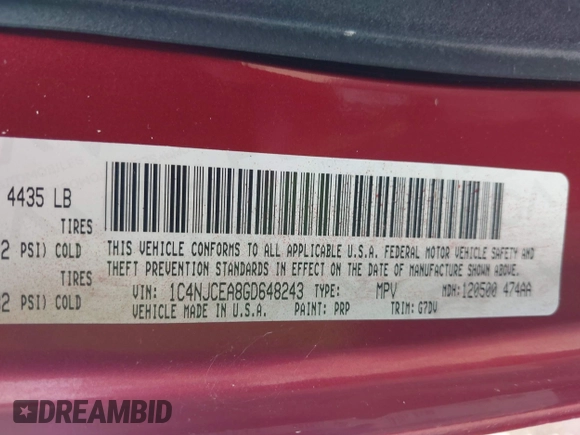 4435 LB
TIRES
2 PSI) COLD
TIRES
2 PSI) COLD
THIS VEHICLE CONFORMS TO ALL APPLICABLE U.S.A. FEDERAL MOTOR VEHICLE SAFETY AND
THEFT PREVENTION STANDARDS IN EFFECT ON THE DATE OF MANUFACTURE SHOWN ABOVE.
VIN: 1C4NJCEA8GD648243 TYPE: MPV MDH: 120500 474AA
VEHICLE MADE IN U.S.A. PAINT: PRP TRIM: G7DV
DREAMBID